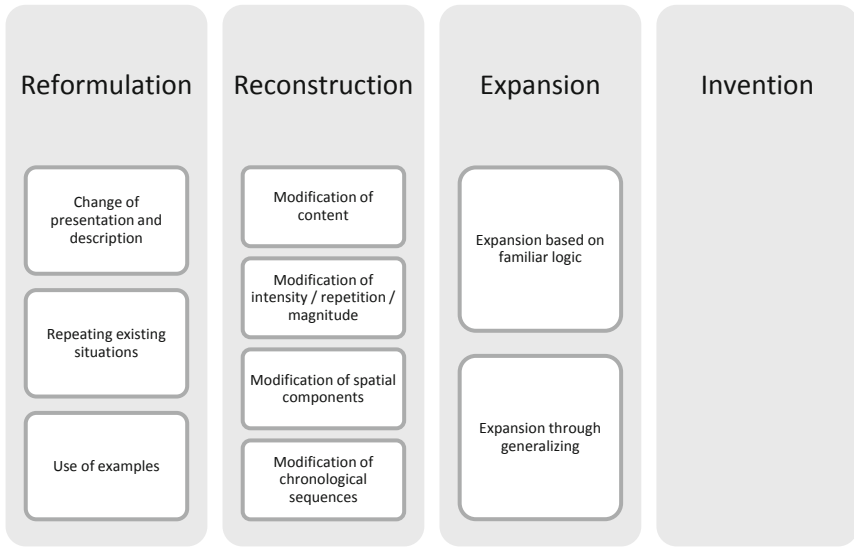 Reformulation
Change of
presentation and
description
Repeating existing
situations
Use of examples
Reconstruction
Modification of
content
Modification of
intensity / repetition /
magnitude
Modification of spatial
components
Modification of
chronological
sequences
Expansion
Expansion based on
familiar logic
Expansion through
generalizing
Invention